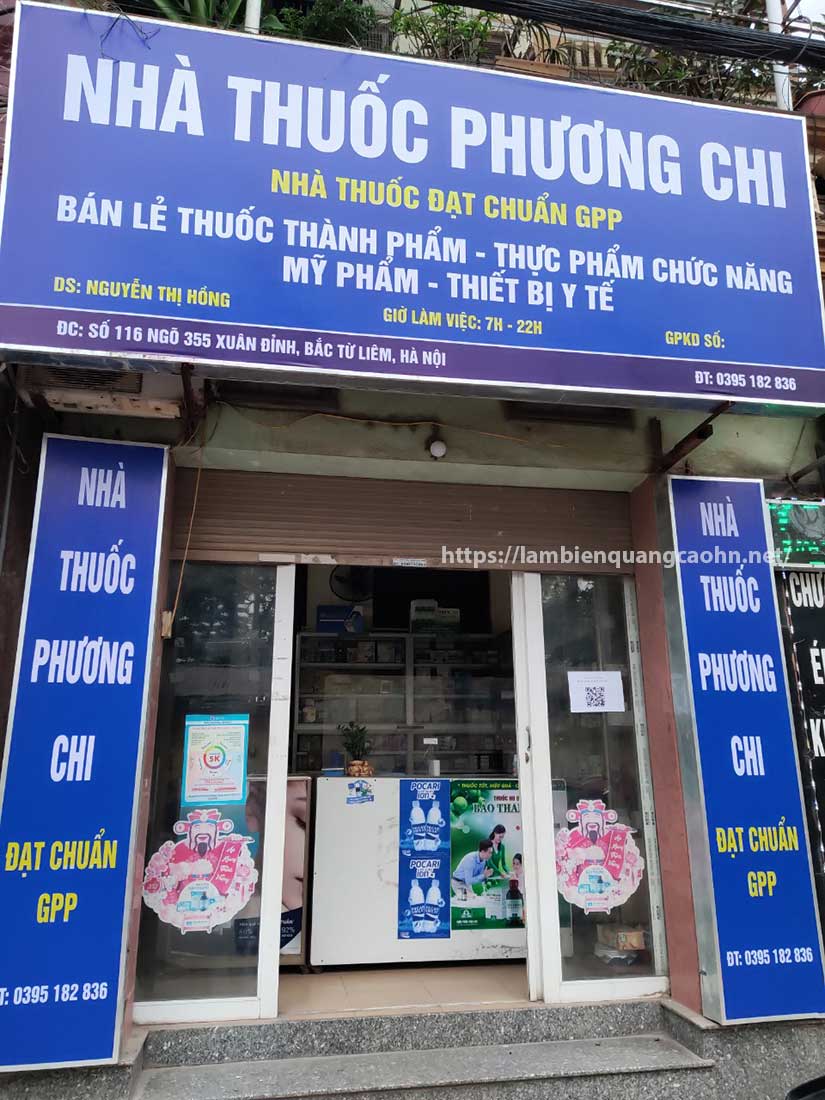 NHÀ THUỐC PHƯƠNG CHI
NHÀ THUỐC ĐẠT CHUẨN GPP
BÁN LẺ THUỐC THÀNH PHẨM - THỰC PHẨM CHỨC NĂNG
MỸ PHẨM - THIẾT BỊ Y TẾ
DS: NGUYỄN THỊ HỒNG
GIỜ LÀM VIỆC: 7H - 22H
GPKD SỐ:
ĐC: SỐ 116 NGÕ 355 XUÂN ĐỈNH, BẮC TỪ LIÊM, HÀ NỘI
ĐT: 0395 182 836
NHÀ
THUỐC
PHƯƠNG
CHI
ĐẠT CHUẨN
GPP
T: 0395 182 836
https://lambienquangcaohn.net/
NHÀ
THUỐC
PHƯƠNG
CHI
ĐẠT CHUẨN
GPP
ĐT: 0395 182 836
5K
POCARI
POCARI
BAO THA